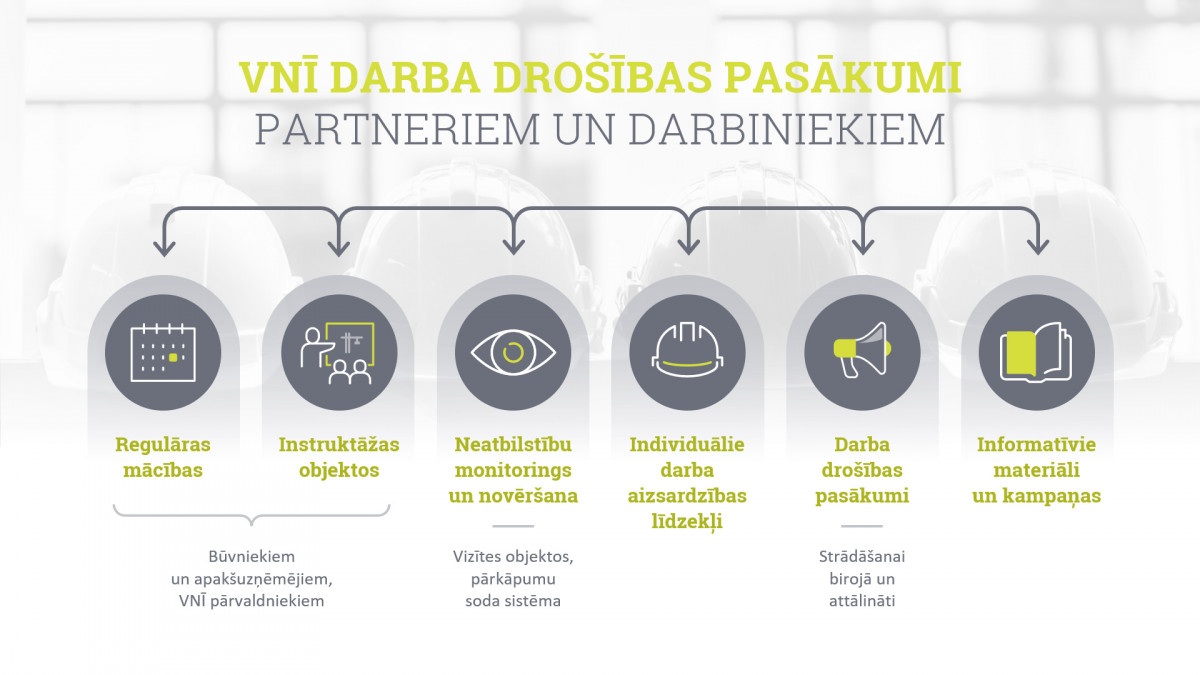 VNĪ DARBA DROŠĪBAS PASĀKUMI
PARTNERIEM UN DARBINIEKIEM
Regulāras
mācības
Instruktāžas
objektos
Būvniekiem
un apakšuzņēmējiem,
VNĪ pārvaldniekiem
Neatbilstību
monitorings
un novēršana
Vizītes objektos,
pārkāpumu
soda sistēma
Individuālie
darba
aizsardzības
līdzekļi
Darba
drošības
pasākumi
Strādāšanai
birojā un
attālināti
Informatīvie
materiāli
un kampaņas